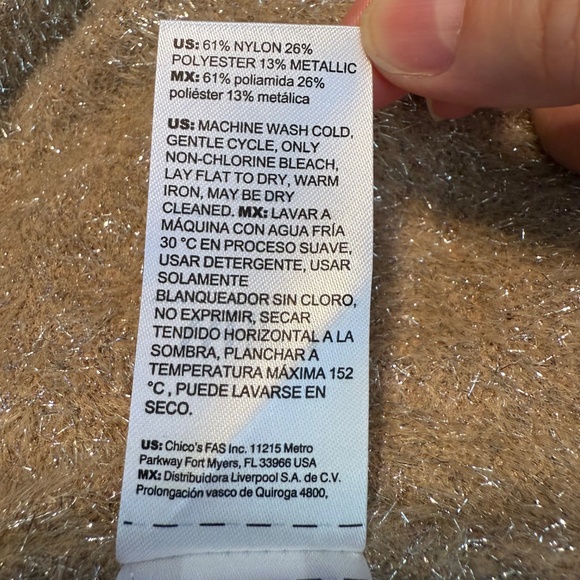 US: 61% NYLON 26%
POLYESTER 13% METALLIC
MX: 61% poliamida 26%
poliéster 13% metálica
US: MACHINE WASH COLD,
GENTLE CYCLE, ONLY
NON-CHLORINE BLEACH,
LAY FLAT TO DRY, WARM
IRON, MAY BE DRY
CLEANED. MX: LAVAR A
MÁQUINA CON AGUA FRÍA
30 °C EN PROCESO SUAVE,
USAR DETERGENTE, USAR
SOLAMENTE
BLANQUEADOR SIN CLORO,
NO EXPRIMIR, SECAR
TENDIDO HORIZONTAL A LA
SOMBRA, PLANCHAR A
TEMPERATURA MÁXIMA 152
°C, PUEDE LAVARSE EN
SECO.
US: Chico's FAS Inc. 11215 Metro
Parkway Fort Myers, FL 33966 USA
MX: Distribuidora Liverpool S.A. de C.V.
Prolongación vasco de Quiroga 4800,